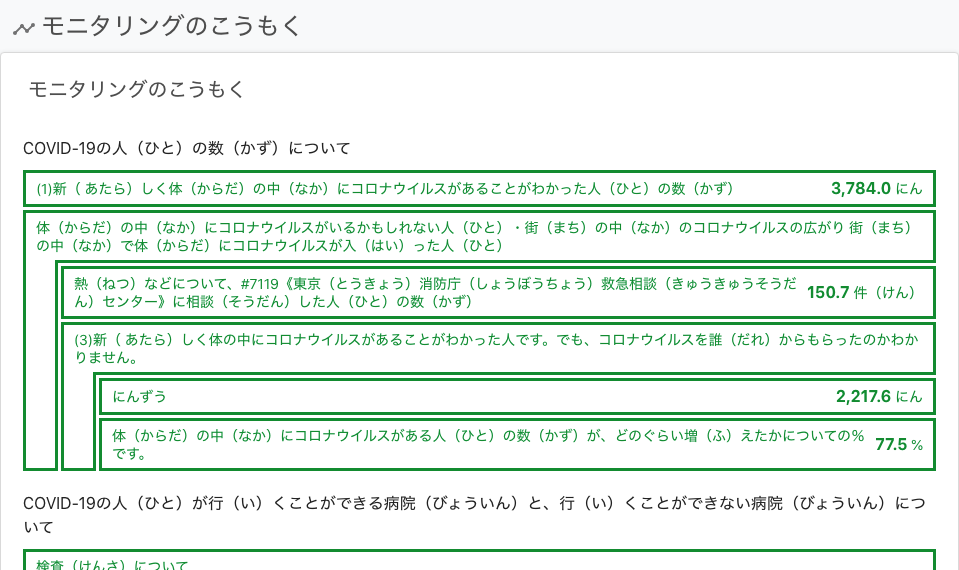 モニタリングのこうもく
モニタリングのこうもく
COVID-19の人（ひと）の数（かず）について
(1)新（ あたら）しく体（からだ）の中（なか）にコロナウイルスがあることがわかった人（ひと）の数（かず） 3,784.0 にん
体（からだ）の中（なか）にコロナウイルスがいるかもしれない人（ひと）・街（まち）の中（なか）のコロナウイルスの広がり 街（まち）
の中（なか）で体（からだ）にコロナウイルスが入（はい）った人（ひと）
熱（ねつ）などについて、#7119《東京（とうきょう）消防庁（しょうぼうちょう）救急相談（きゅうきゅうそうだ
ん）センター》に相談（そうだん）した人（ひと）の数（かず） 150.7 件（けん）
(3)新（ あたら）しく体の中にコロナウイルスがあることがわかった人です。でも、コロナウイルスを誰（だれ）からもらったのかわか
りません。
にんずう 2,217.6 にん
体（からだ）の中（なか）にコロナウイルスがある人（ひと）の数（かず）が、どのぐらい増（ふ）えたかについての%
です。 77.5 %
COVID-19の人（ひと）が行（い）くことができる病院（びょういん）と、行（い）くことができない病院（びょういん）につ
いて
検査（けんさ）について